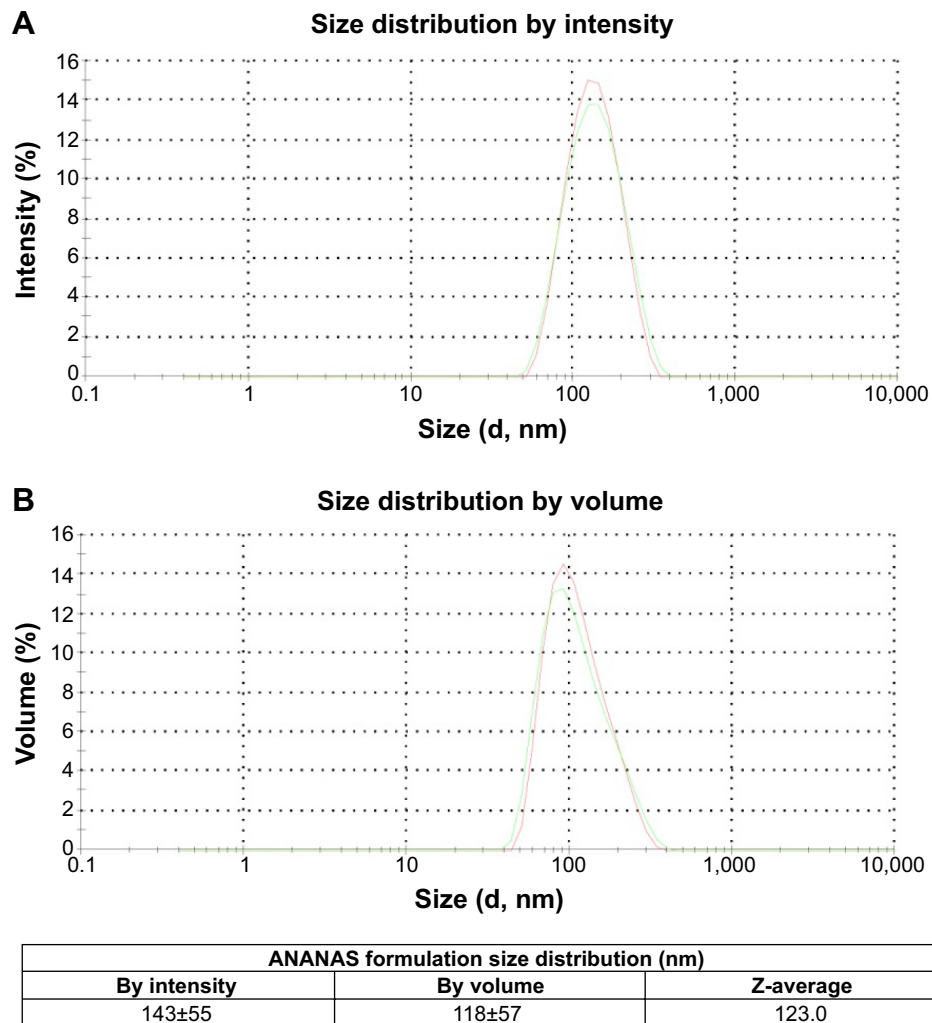 A
Size distribution by intensity
Intensity (%)
16
14
12
10
8
6
4
2
0
0.1 1 10 100 1,000 10,000
Size (d, nm)
B
Size distribution by volume
Volume (%)
16
14
12
10
8
6
4
2
0
0.1 1 10 100 1,000 10,000
Size (d, nm)
ANANAS formulation size distribution (nm)
By intensity By volume Z-average
143±55 118±57 123.0